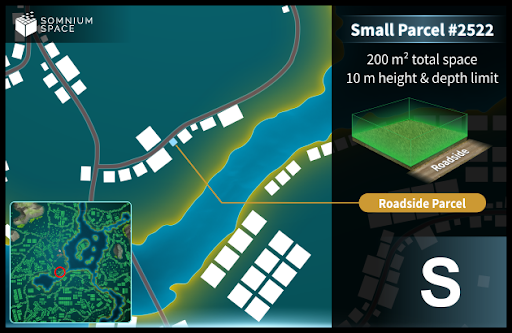 SOMNIUM
SPACE
Small Parcel #2522
200 m² total space
10 m height & depth limit
Roadside
Roadside Parcel
S